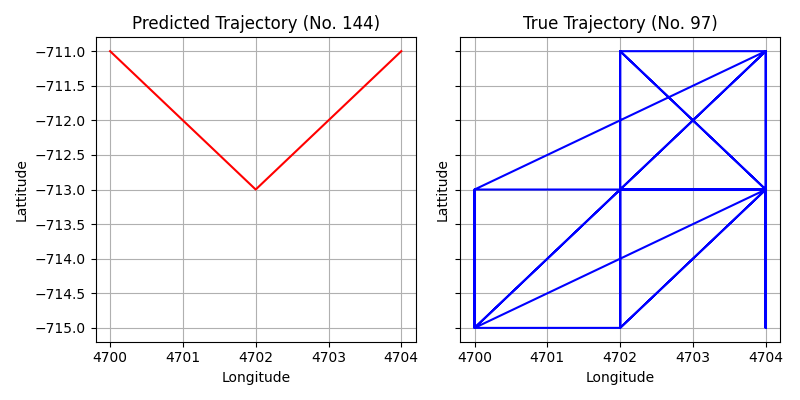 Predicted Trajectory (No. 144)
−711.0
−711.5
−712.0
−712.5
−713.0
−713.5
−714.0
−714.5
−715.0
Lattitude
4700 4701 4702 4703 4704
Longitude
True Trajectory (No. 97)
Lattitude
4700 4701 4702 4703 4704
Longitude